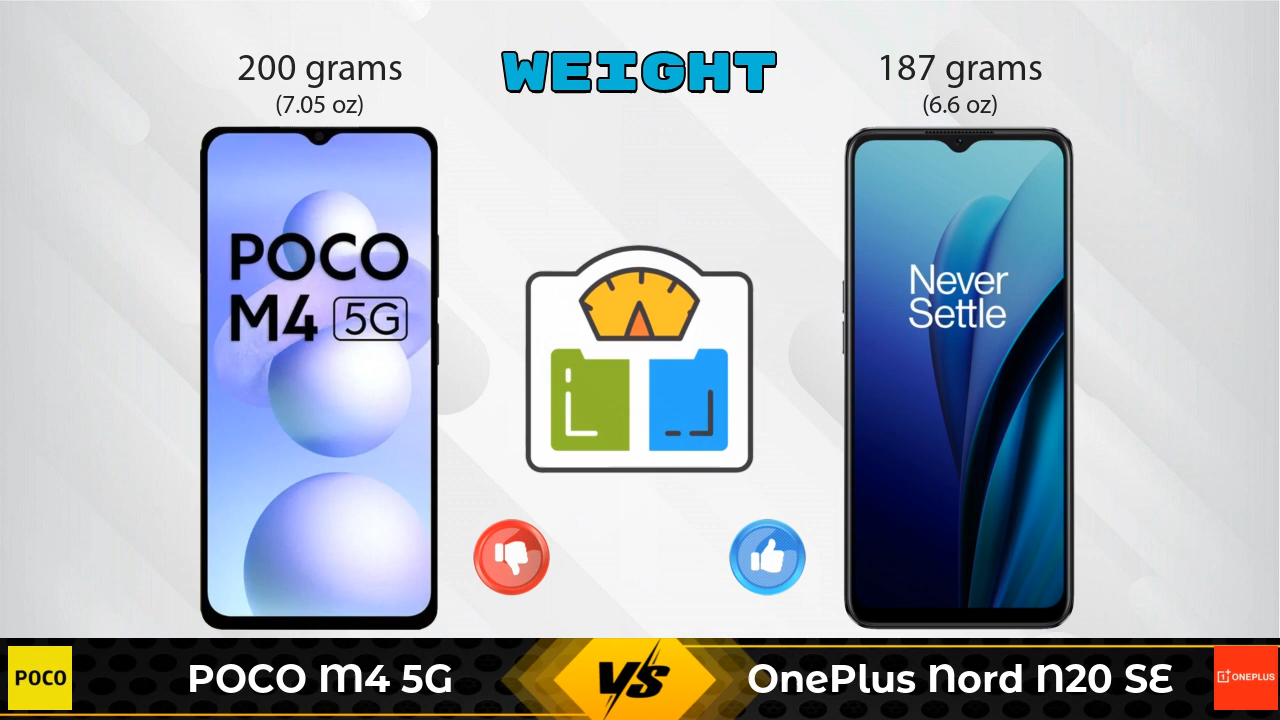 WEIGHT
200 grams
(7.05 oz)
187 grams
(6.6 oz)
POCO
M4 5G
Never
Settle
POCO
POCO M4 5G
VS
OnePlus Nord N20 SE
1+ ONEPLUS